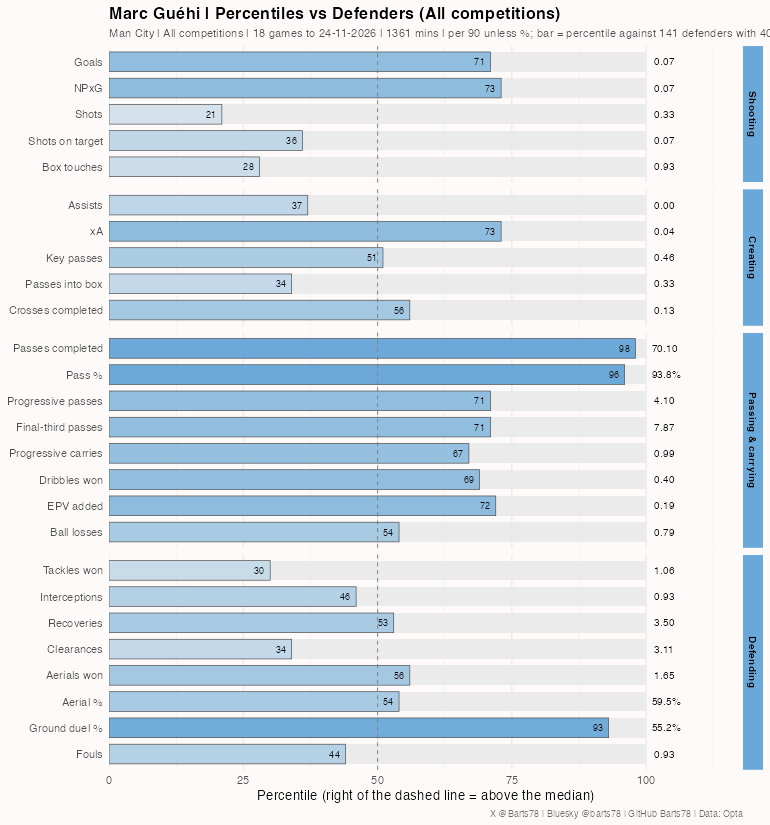 Marc Guéhi | Percentiles vs Defenders (All competitions)
Man City | All competitions | 18 games to 24-11-2026 | 1361 mins | per 90 unless %; bar = percentile against 141 defenders with 40
Goals 71 0.07
NPxG 73 0.07
Shots 21 0.33
Shots on target 36 0.07
Box touches 28 0.93
Shooting
Assists 37 0.00
xA 73 0.04
Key passes 51 0.46
Passes into box 34 0.33
Crosses completed 56 0.13
Creating
Passes completed 98 70.10
Pass % 96 93.8%
Progressive passes 71 4.10
Final-third passes 71 7.87
Progressive carries 67 0.99
Dribbles won 69 0.40
EPV added 72 0.19
Ball losses 54 0.79
Passing & carrying
Tackles won 30 1.06
Interceptions 46 0.93
Recoveries 53 3.50
Clearances 34 3.11
Aerials won 56 1.65
Aerial % 54 59.5%
Ground duel % 93 55.2%
Fouls 44 0.93
Defending
0 25 50 75 100
Percentile (right of the dashed line = above the median)
X @Barts78 | Bluesky @barts78 | GitHub Barts78 | Data: Opta